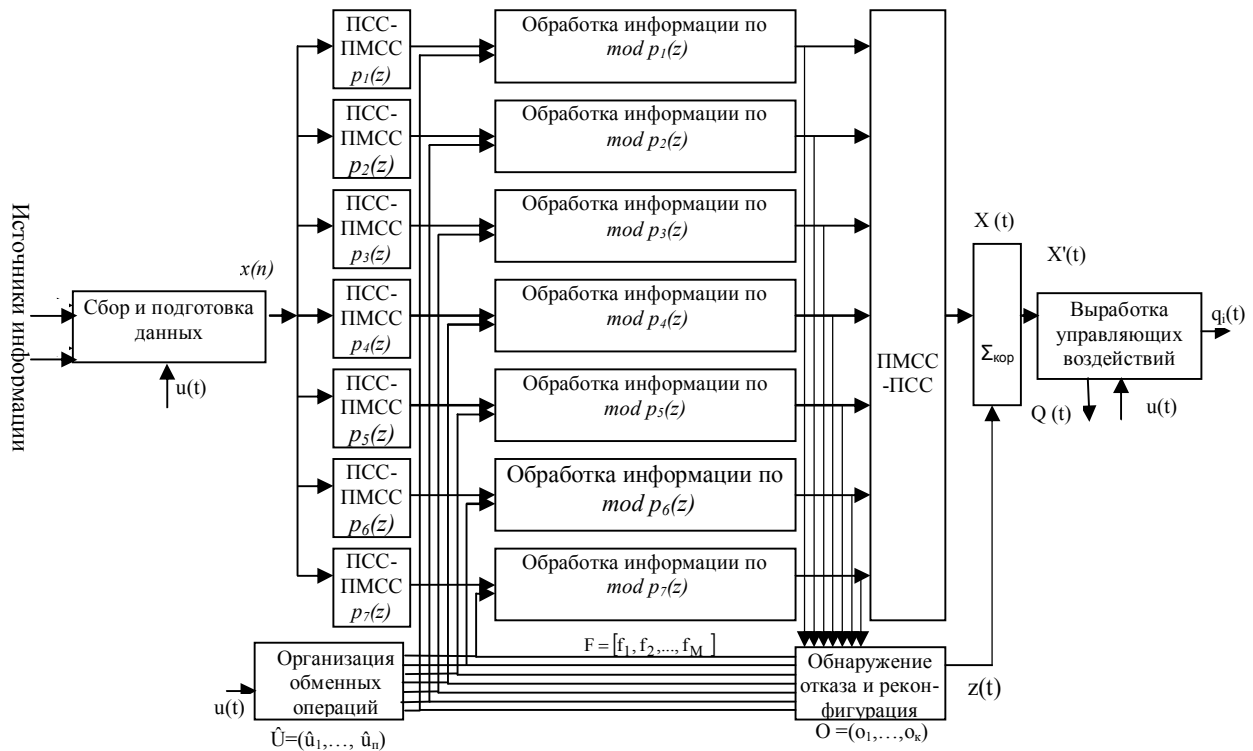 Источники информации
x(n)
Сбор и подготовка
данных
u(t)
ПСС-
ПМСС
p₁(z)
ПСС-
ПМСС
p₂(z)
ПСС-
ПМСС
p₃(z)
ПСС-
ПМСС
p₄(z)
ПСС-
ПМСС
p₅(z)
ПСС-
ПМСС
p₆(z)
ПСС-
ПМСС
p₇(z)
Обработка информации по
mod p₁(z)
Обработка информации по
mod p₂(z)
Обработка информации по
mod p₃(z)
Обработка информации по
mod p₄(z)
Обработка информации по
mod p₅(z)
Обработка информации по
mod p₆(z)
Обработка информации по
mod p₇(z)
ПМСС
-ПСС
X (t)
Σкор
X'(t)
Выработка
управляющих
воздействий
qᵢ(t)
Q (t)
u(t)
Организация
обменных
операций
u(t)
Û=(û₁,…, ûп)
F = [f₁, f₂,..., f_M ]
Обнаружение
отказа и рекон-
фигурация
z(t)
O =(o₁,…,oк)